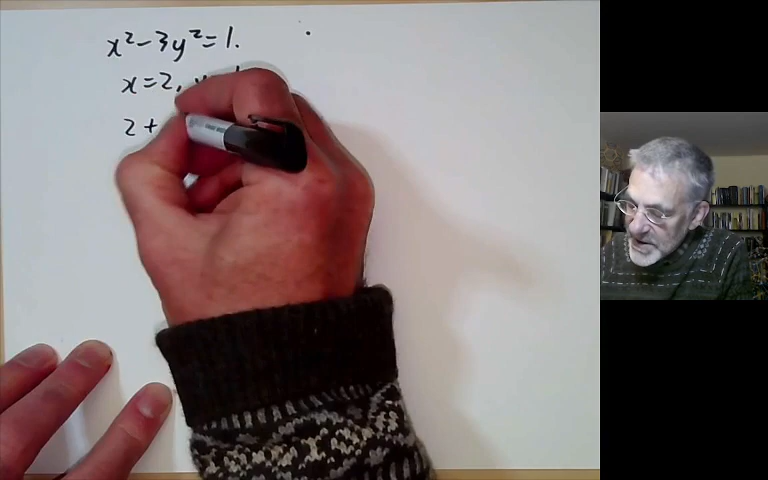 x² - 3y² = 1.
x = 2,
2 +